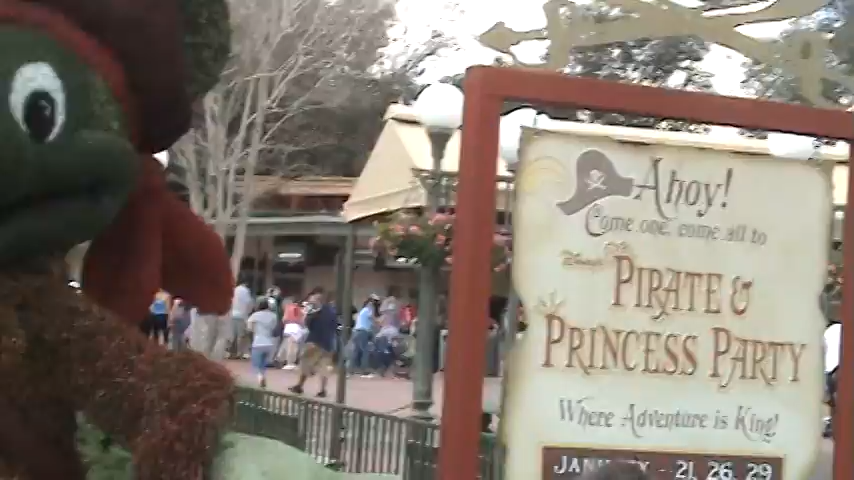 Ahoy!
Come one, come all to
Disney's
PIRATE &
PRINCESS PARTY
Where Adventure is King!
- 21, 26, 29